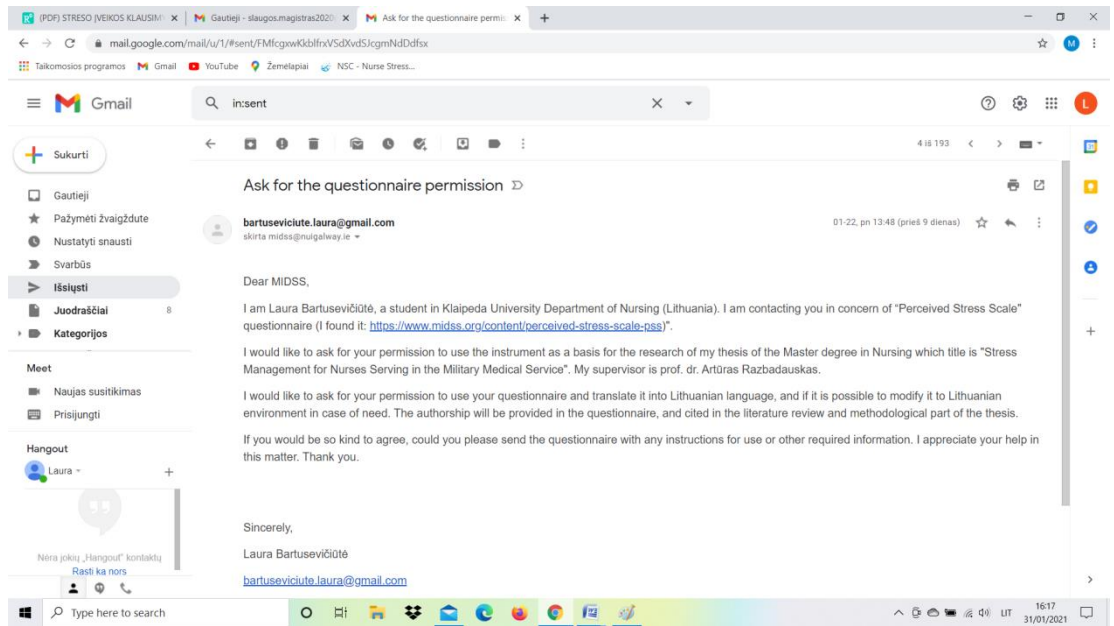 (PDF) STRESO ĮVEIKOS KLAUSIM
Gautieji - slaugos.magistras2020
Ask for the questionnaire permis
mail.google.com/mail/u/1/#sent/FMfcgxwKkblfrxVSdXvdSJcgmNdDdfsx
M
Taikomosios programos
Gmail
YouTube
Žemėlapiai
NSC - Nurse Stress...
Gmail
in:sent
L
Sukurti
4 iš 193
Gautieji
Pažymėti žvaigždute
Nustatyti snausti
Svarbūs
Išsiųsti
Juodraščiai 8
Kategorijos
Meet
Naujas susitikimas
Prisijungti
Hangout
Laura
Nėra jokių „Hangout“ kontaktų
Rasti ką nors
Ask for the questionnaire permission
bartuseviciute.laura@gmail.com
01-22, pn 13:48 (prieš 9 dienas)
skirta midss@nuigalway.ie
Dear MIDSS,
I am Laura Bartusevičiūtė, a student in Klaipeda University Department of Nursing (Lithuania). I am contacting you in concern of “Perceived Stress Scale”
questionnaire (I found it: https://www.midss.org/content/perceived-stress-scale-pss)”.
I would like to ask for your permission to use the instrument as a basis for the research of my thesis of the Master degree in Nursing which title is "Stress
Management for Nurses Serving in the Military Medical Service". My supervisor is prof. dr. Artūras Razbadauskas.
I would like to ask for your permission to use your questionnaire and translate it into Lithuanian language, and if it is possible to modify it to Lithuanian
environment in case of need. The authorship will be provided in the questionnaire, and cited in the literature review and methodological part of the thesis.
If you would be so kind to agree, could you please send the questionnaire with any instructions for use or other required information. I appreciate your help in
this matter. Thank you.
Sincerely,
Laura Bartusevičiūtė
bartuseviciute.laura@gmail.com
Type here to search
LIT
16:17
31/01/2021